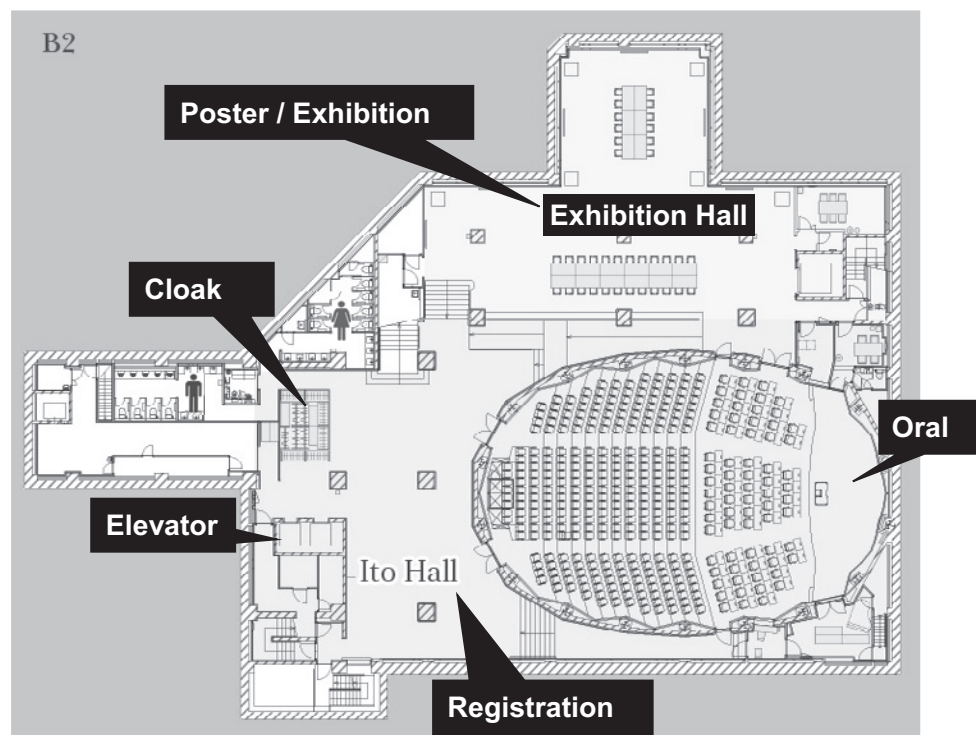 B2
Poster / Exhibition
Exhibition Hall
Cloak
Oral
Elevator
Ito Hall
Registration